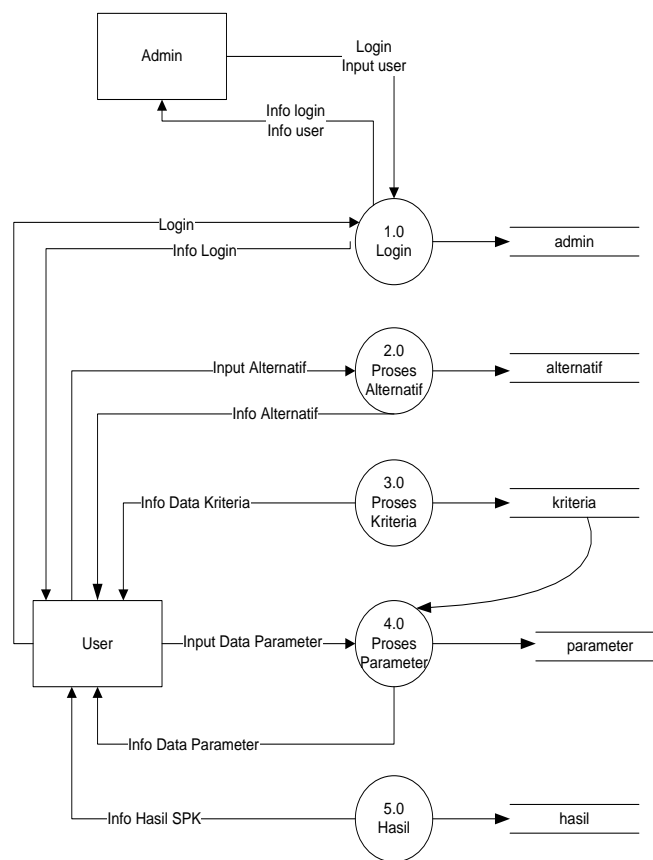 Admin
Login
Input user
Info login
Info user
Login
Info Login
1.0
Login
admin
Input Alternatif
Info Alternatif
2.0
Proses
Alternatif
alternatif
Info Data Kriteria
3.0
Proses
Kriteria
kriteria
User
Input Data Parameter
4.0
Proses
Parameter
parameter
Info Data Parameter
Info Hasil SPK
5.0
Hasil
hasil